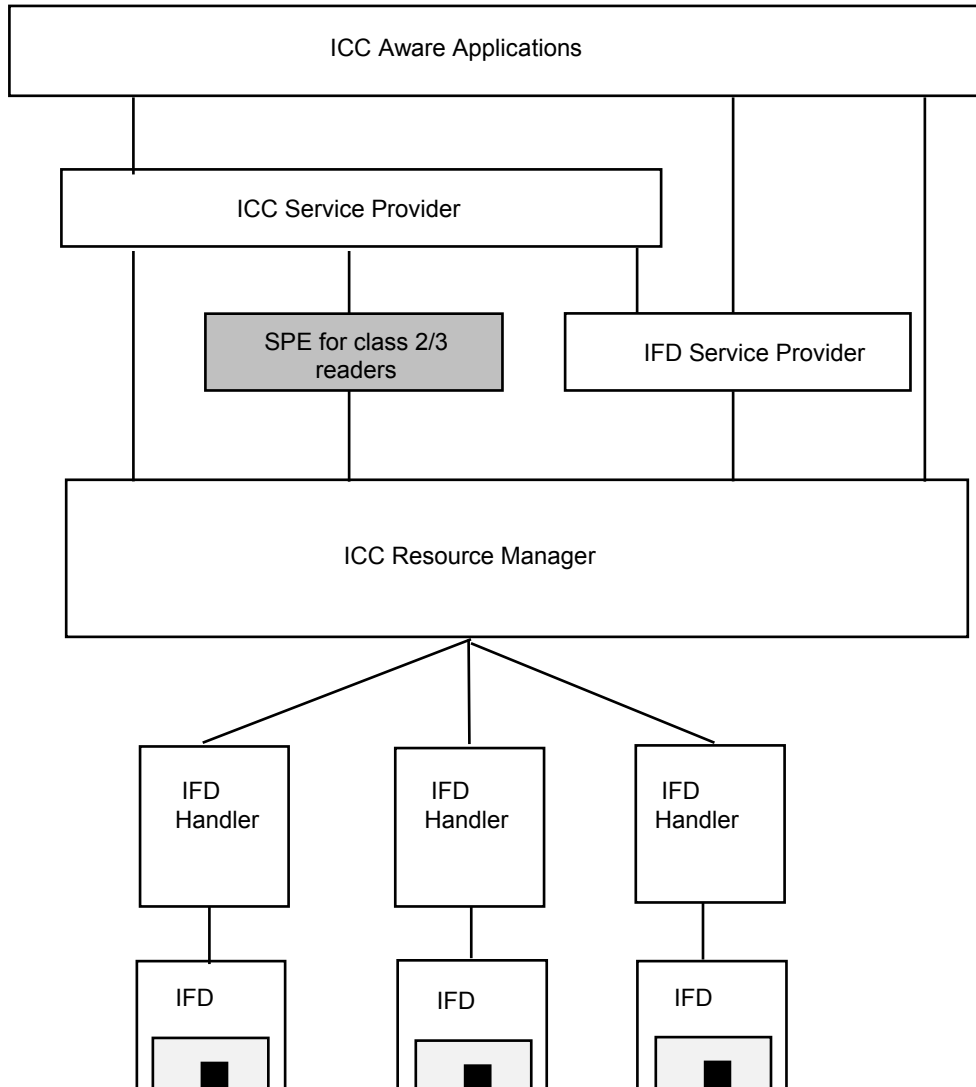 ICC Aware Applications
ICC Service Provider
SPE for class 2/3
readers
IFD Service Provider
ICC Resource Manager
IFD
Handler
IFD
Handler
IFD
Handler
IFD
IFD
IFD